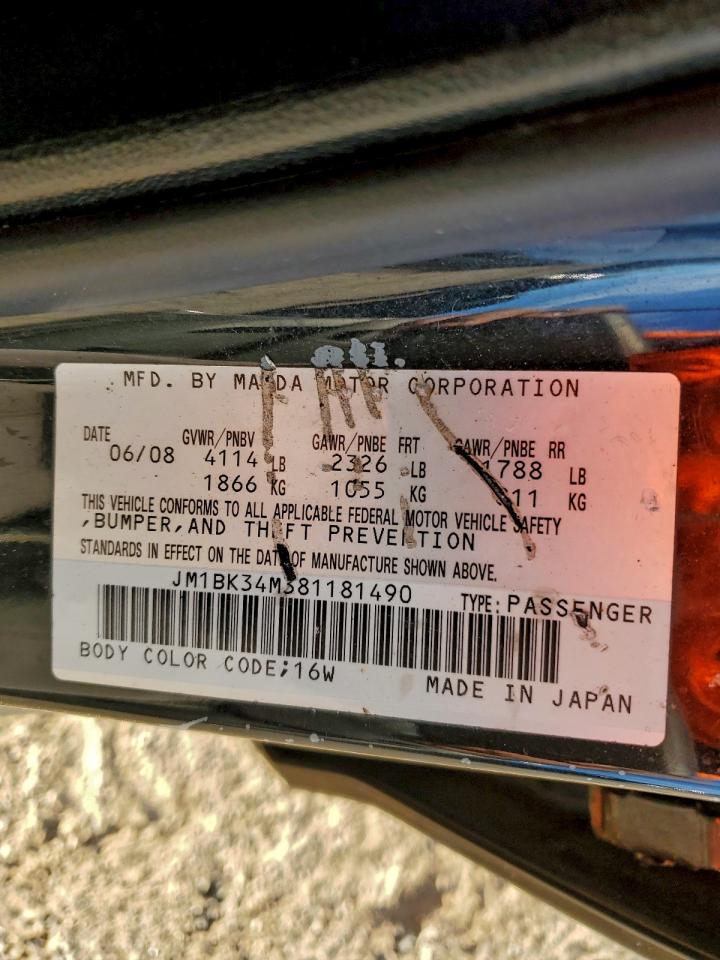 MFD. BY MAZDA MOTOR CORPORATION
DATE GVWR/PNBV GAWR/PNBE FRT GAWR/PNBE RR
06/08 4114 LB 2326 LB 1788 LB
1866 KG 1055 KG KG
THIS VEHICLE CONFORMS TO ALL APPLICABLE FEDERAL MOTOR VEHICLE SAFETY
,BUMPER,AND THEFT PREVENTION
STANDARDS IN EFFECT ON THE DATE OF MANUFACTURE SHOWN ABOVE.
JM1BK34M381181490 TYPE:PASSENGER
BODY COLOR CODE;16W
MADE IN JAPAN